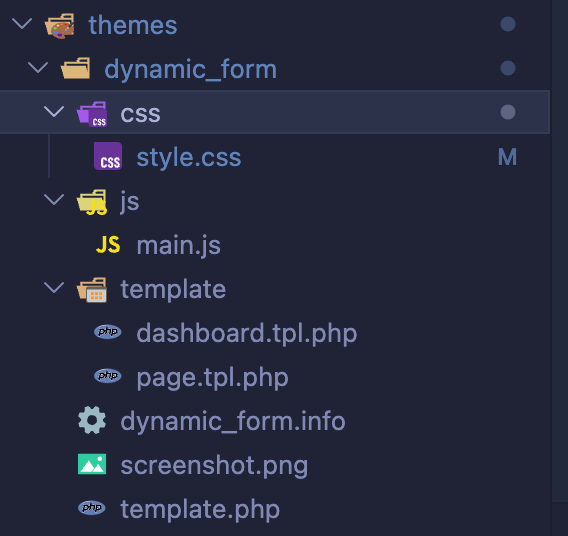 themes
dynamic_form
css
style.css M
js
main.js
template
dashboard.tpl.php
page.tpl.php
dynamic_form.info
screenshot.png
template.php